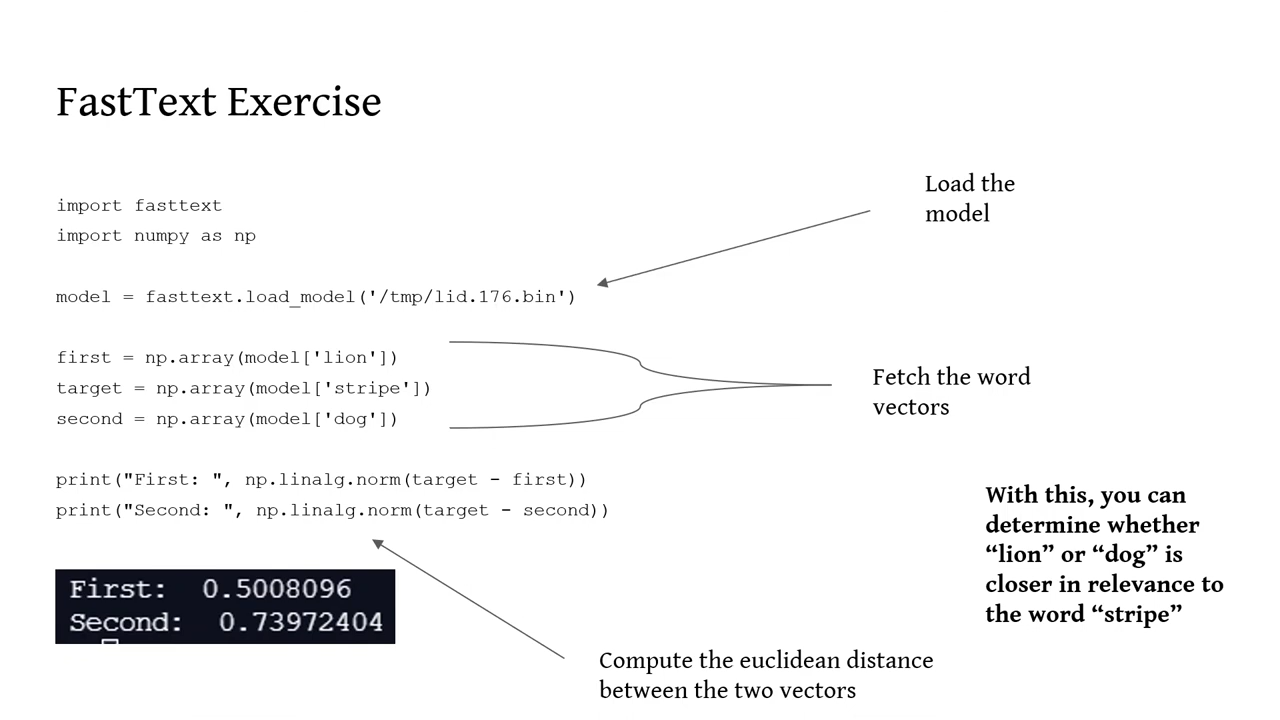 FastText Exercise
Load the
model
import fasttext
import numpy as np
model = fasttext.load_model('/tmp/lid.176.bin')
first = np.array(model['lion'])
target = np.array(model['stripe'])
second = np.array(model['dog'])
Fetch the word
vectors
print("First: ", np.linalg.norm(target - first))
print("Second: ", np.linalg.norm(target - second))
With this, you can
determine whether
“lion” or “dog” is
closer in relevance to
the word “stripe”
First:  0.5008096
Second:  0.73972404
Compute the euclidean distance
between the two vectors